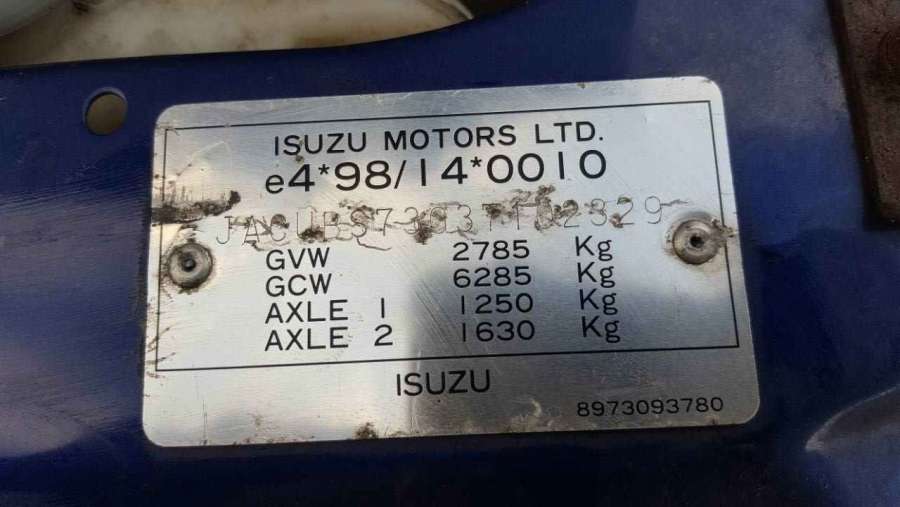 ISUZU MOTORS LTD.
e4*98/14*0010
GVW 2785 Kg
GCW 6285 Kg
AXLE 1 1250 Kg
AXLE 2 1630 Kg
ISUZU
8973093780